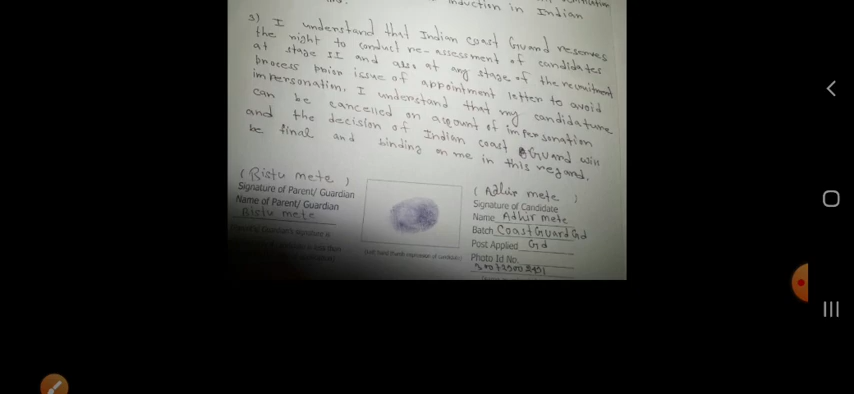 induction in Indian
3) I understand that Indian coast Guard reserves
the right to conduct re-assessment of candidates
at stage II and also at any stage of the recruitment
process prior issue of appointment letter to avoid
impersonation, I understand that my candidature
can be cancelled on account of impersonation
and the decision of Indian coast Guard will
be final and binding on me in this regard.
(Bistu mete)
Signature of Parent/ Guardian
Name of Parent/ Guardian
Bistu mete
(Adhir mete)
Signature of Candidate
Name Adhir mete
Batch Coast Guard Gd
Post Applied Gd
Photo Id No.